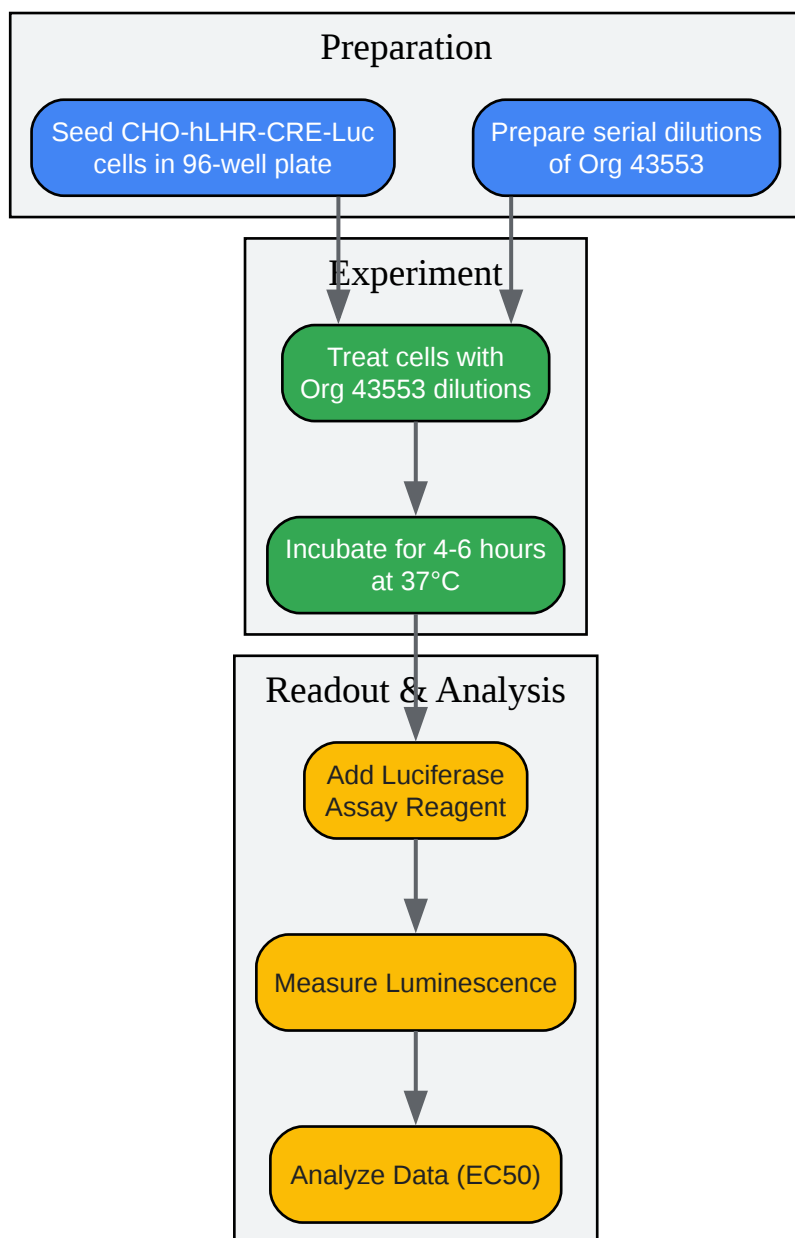 Preparation
Seed CHO-hLHR-CRE-Luc
cells in 96-well plate
Prepare serial dilutions
of Org 43553
Experiment
Treat cells with
Org 43553 dilutions
Incubate for 4-6 hours
at 37°C
Readout & Analysis
Add Luciferase
Assay Reagent
Measure Luminescence
Analyze Data (EC50)